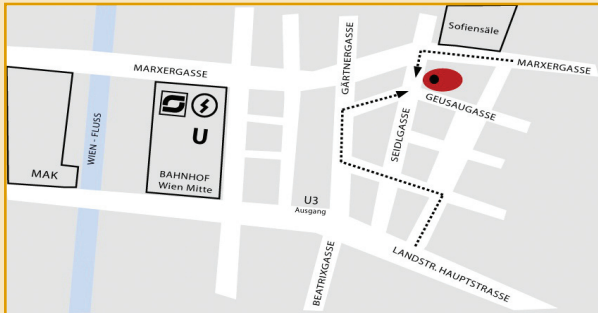 Sofiensäle
MARXERGASSE
MARXERGASSE
GÄRTNERGASSE
GEUSAUGASSE
SEIDLGASSE
WIEN - FLUSS
U
MAK
BAHNHOF
Wien Mitte
U3
Ausgang
BEATRIXGASSE
LANDSTR. HAUPTSTRASSE